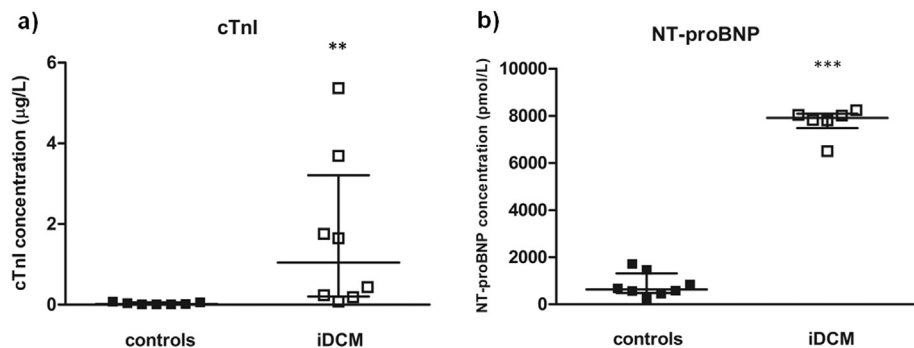 a)
cTnI
**
cTnI concentration (µg/L)
6
4
2
0
controls
iDCM
b)
NT-proBNP
***
NT-proBNP concentration (pmol/L)
10000
8000
6000
4000
2000
0
controls
iDCM